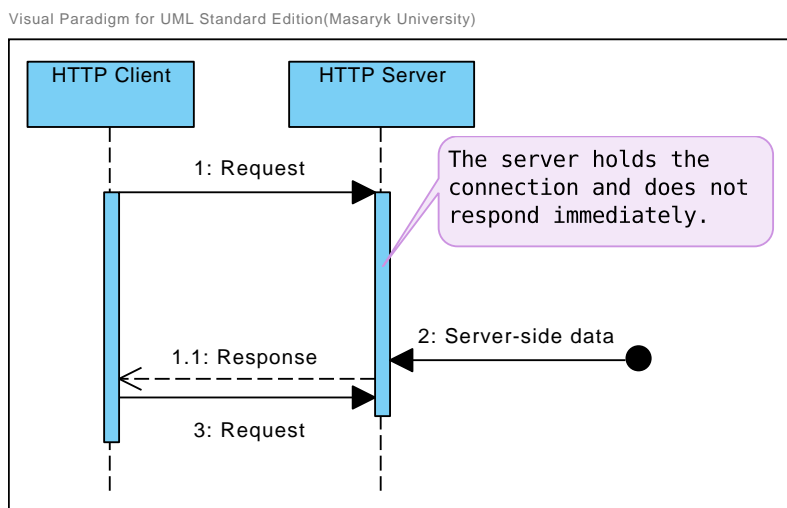 Visual Paradigm for UML Standard Edition(Masaryk University)
HTTP Client
HTTP Server
The server holds the
connection and does not
respond immediately.
1: Request
2: Server-side data
1.1: Response
3: Request